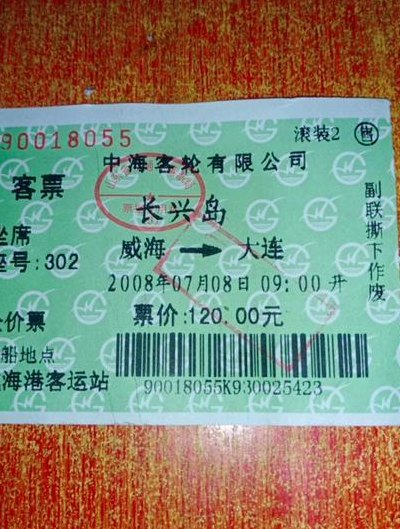 90018055
滚装2 售
中海客轮有限公司
客票
长兴岛
坐席
威海 → 大连
座号:302
2008年07月08日 09:00 开
价票
票价:120.00元
船地点
海港客运站
90018055K930025423
副联撕下作废